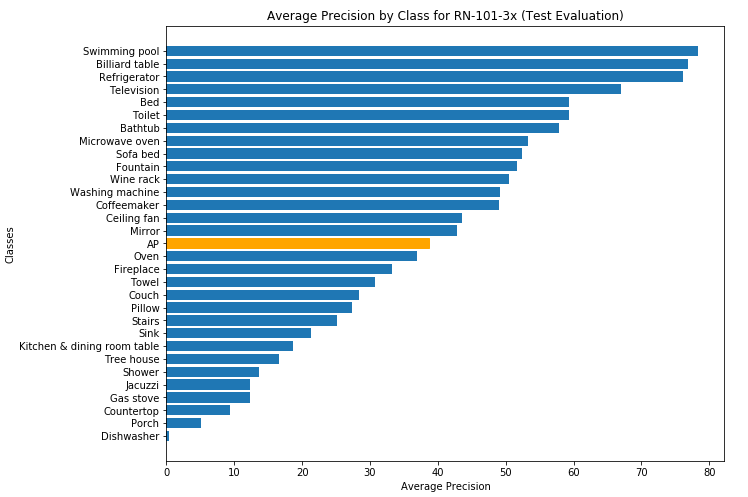 Average Precision by Class for RN-101-3x (Test Evaluation)
Classes
Swimming pool
Billiard table
Refrigerator
Television
Bed
Toilet
Bathtub
Microwave oven
Sofa bed
Fountain
Wine rack
Washing machine
Coffeemaker
Ceiling fan
Mirror
AP
Oven
Fireplace
Towel
Couch
Pillow
Stairs
Sink
Kitchen & dining room table
Tree house
Shower
Jacuzzi
Gas stove
Countertop
Porch
Dishwasher
0 10 20 30 40 50 60 70 80
Average Precision